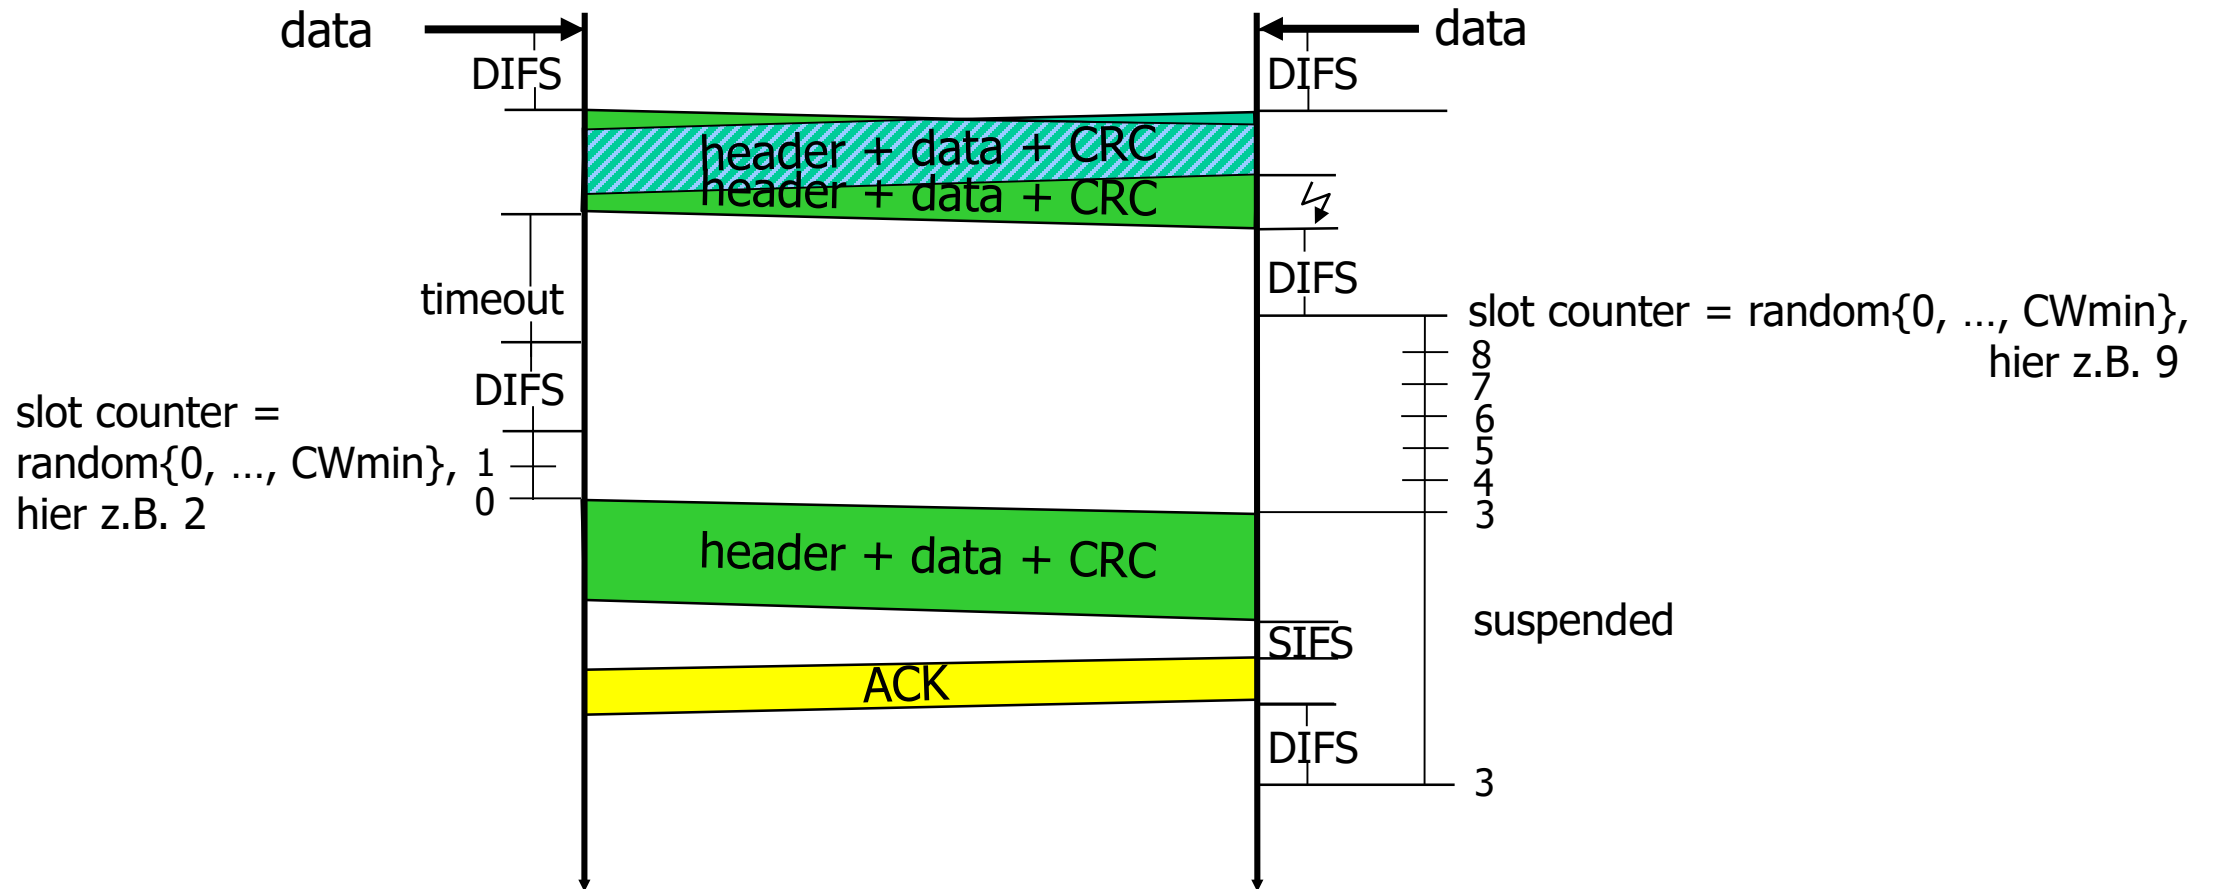 data
data
DIFS
DIFS
header + data + CRC
header + data + CRC
DIFS
timeout
slot counter = random{0, ..., CWmin},
hier z.B. 9
8
7
6
5
4
3
DIFS
slot counter =
random{0, ..., CWmin},
hier z.B. 2
1
0
header + data + CRC
suspended
SIFS
ACK
DIFS
3